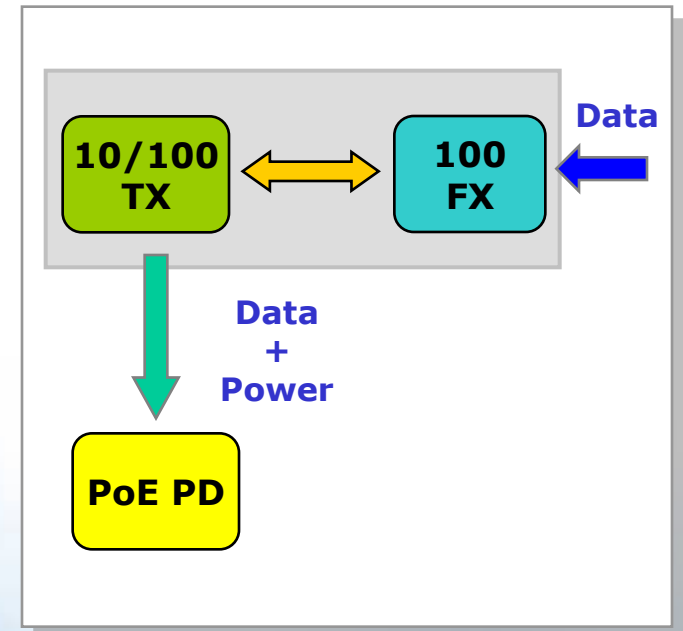 10/100
TX
100
FX
Data
Data
+
Power
PoE PD